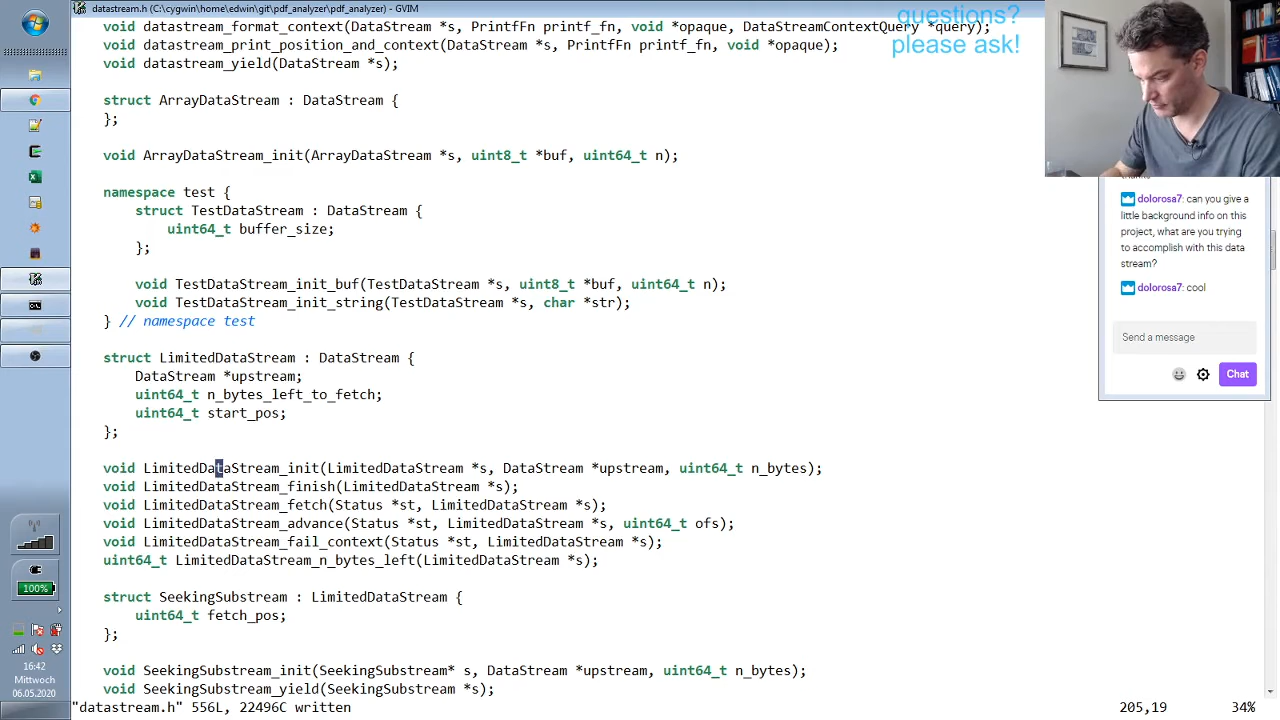 datastream.h (C:\cygwin\home\edwin\git\pdf_analyzer\pdf_analyzer) - GVIM
questions?
please ask!
void datastream_format_context(DataStream *s, PrintfFn printf_fn, void *opaque, DataStreamContextQuery *query);
void datastream_point_position_and_context(DataStream *s, PrintfFn printf_fn, void *opaque);
void datastream_yield(DataStream *s);
struct ArrayDataStream : DataStream {
};
void ArrayDataStream_init(ArrayDataStream *s, uint8_t *buf, uint64_t n);
namespace test {
struct TestDataStream : DataStream {
uint64_t buffer_size;
};
void TestDataStream_init_buf(TestDataStream *s, uint8_t *buf, uint64_t n);
void TestDataStream_init_string(TestDataStream *s, char *str);
} // namespace test
struct LimitedDataStream : DataStream {
DataStream *upstream;
uint64_t n_bytes_left_to_fetch;
uint64_t start_pos;
};
void LimitedDataStream_init(LimitedDataStream *s, DataStream *upstream, uint64_t n_bytes);
void LimitedDataStream_finish(LimitedDataStream *s);
void LimitedDataStream_fetch(Status *st, LimitedDataStream *s);
void LimitedDataStream_advance(Status *st, LimitedDataStream *s, uint64_t ofs);
void LimitedDataStream_fail_context(Status *st, LimitedDataStream *s);
uint64_t LimitedDataStream_n_bytes_left(LimitedDataStream *s);
struct SeekingSubstream : LimitedDataStream {
uint64_t fetch_pos;
};
void SeekingSubstream_init(SeekingSubstream* s, DataStream *upstream, uint64_t n_bytes);
void SeekingSubstream_yield(SeekingSubstream *s);
"datastream.h" 556L, 22496C written
205,19
34%
dolorosa7: can you give a
little background info on this
project, what are you trying
to accomplish with this data
stream?
dolorosa7: cool
Send a message
Chat
100%
16:42
Mittwoch
06.05.2020